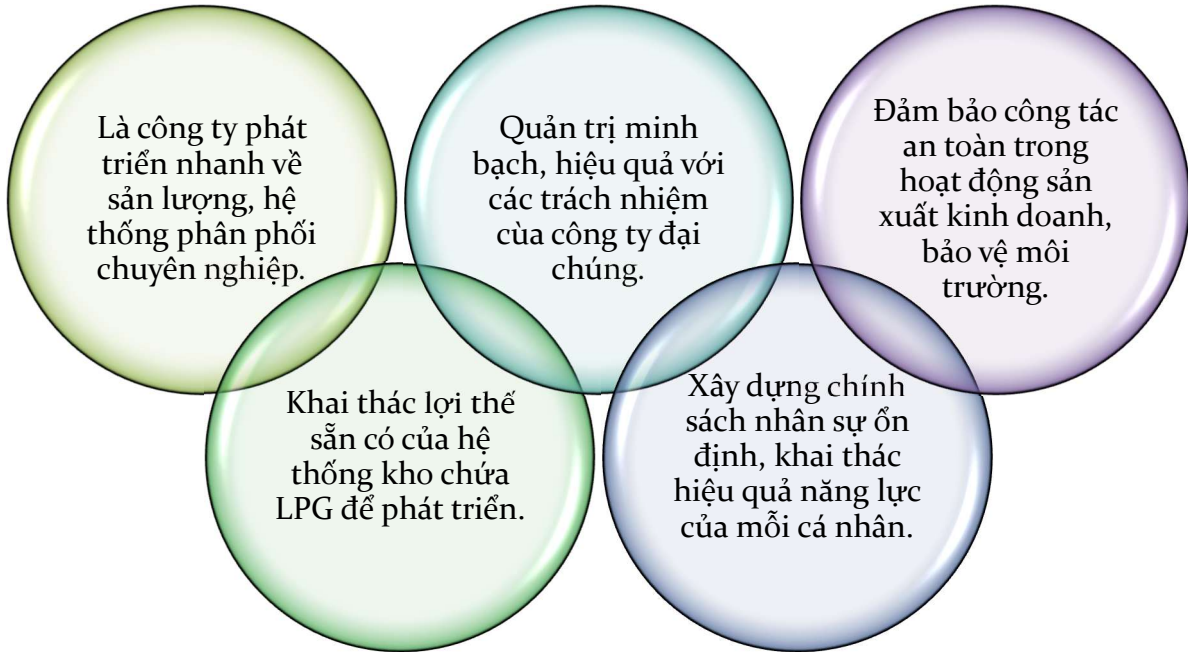 Là công ty phát
triển nhanh về
sản lượng, hệ
thống phân phối
chuyên nghiệp.
Khai thác lợi thế
sẵn có của hệ
thống kho chứa
LPG để phát triển.
Quản trị minh
bạch, hiệu quả với
các trách nhiệm
cùa công ty đại
chúng.
Xây dựng chính
sách nhân sự ổn
định, khai thác
hiệu quả năng lực
của mỗi cá nhân.
Đảm bảo công tác
an toàn trong
hoạt động sản
xuất kinh doanh,
bảo vệ môi
trường.